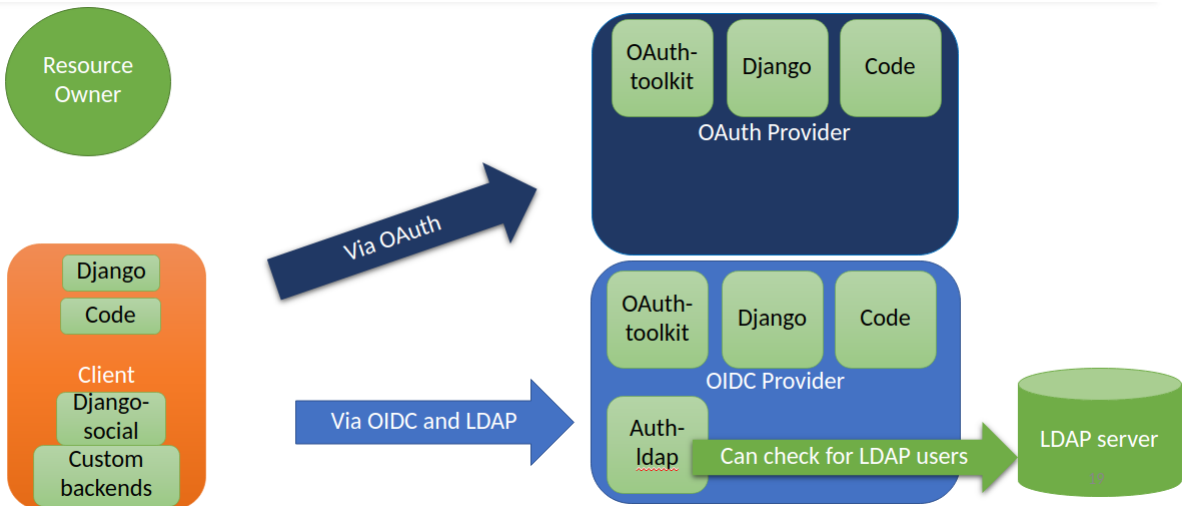 Resource
Owner
OAuth-
toolkit
Django
Code
OAuth Provider
Via OAuth
Django
Code
Client
Django-
social
Custom
backends
Via OIDC and LDAP
OAuth-
toolkit
Django
Code
OIDC Provider
Auth-
ldap
Can check for LDAP users
LDAP server
19